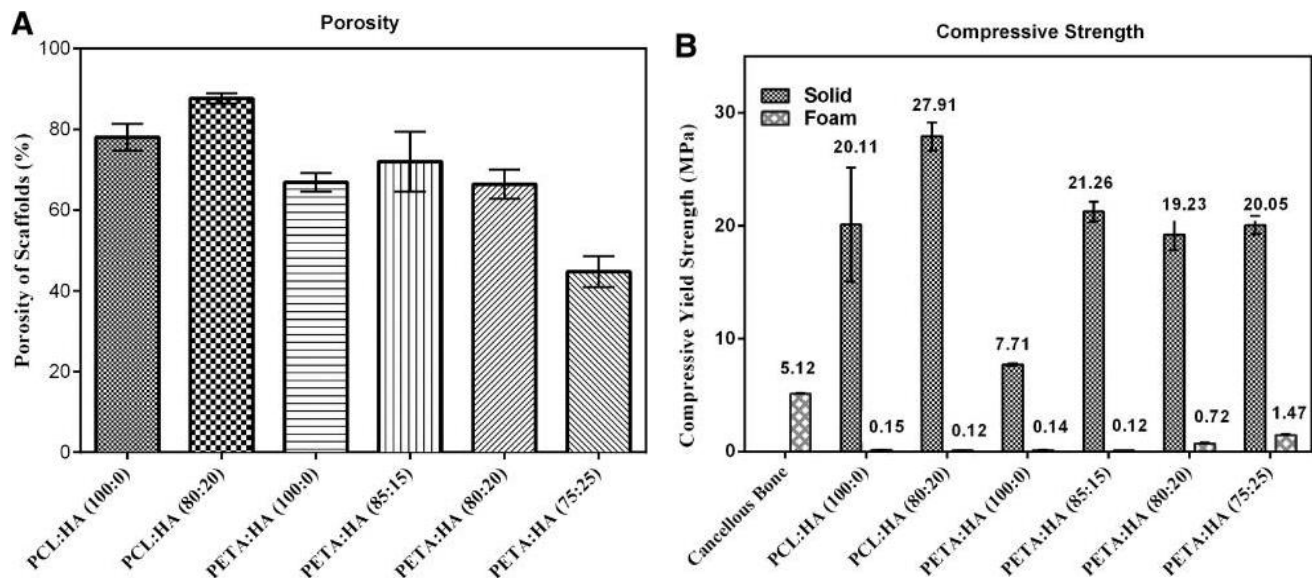 A
Porosity
Porosity of Scaffolds (%)
100
80
60
40
20
0
PCL:HA (100:0)
PCL:HA (80:20)
PETA:HA (100:0)
PETA:HA (85:15)
PETA:HA (80:20)
PETA:HA (75:25)
B
Compressive Strength
Compressive Yield Strength (MPa)
30
20
10
0
Solid
Foam
5.12
20.11
0.15
27.91
0.12
7.71
0.14
21.26
0.12
19.23
0.72
20.05
1.47
Cancellous Bone
PCL:HA (100:0)
PCL:HA (80:20)
PETA:HA (100:0)
PETA:HA (85:15)
PETA:HA (80:20)
PETA:HA (75:25)